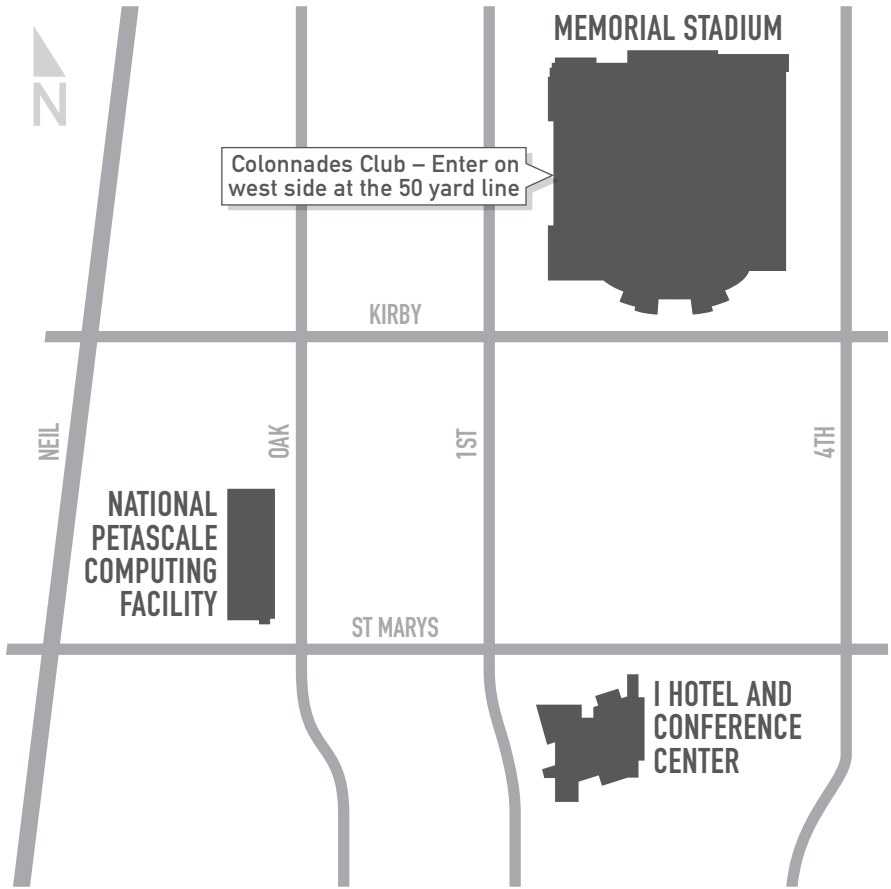 MEMORIAL STADIUM
N
Colonnades Club – Enter on
west side at the 50 yard line
KIRBY
NEIL
OAK
1ST
4TH
NATIONAL
PETASCALE
COMPUTING
FACILITY
ST MARYS
I HOTEL AND
CONFERENCE
CENTER